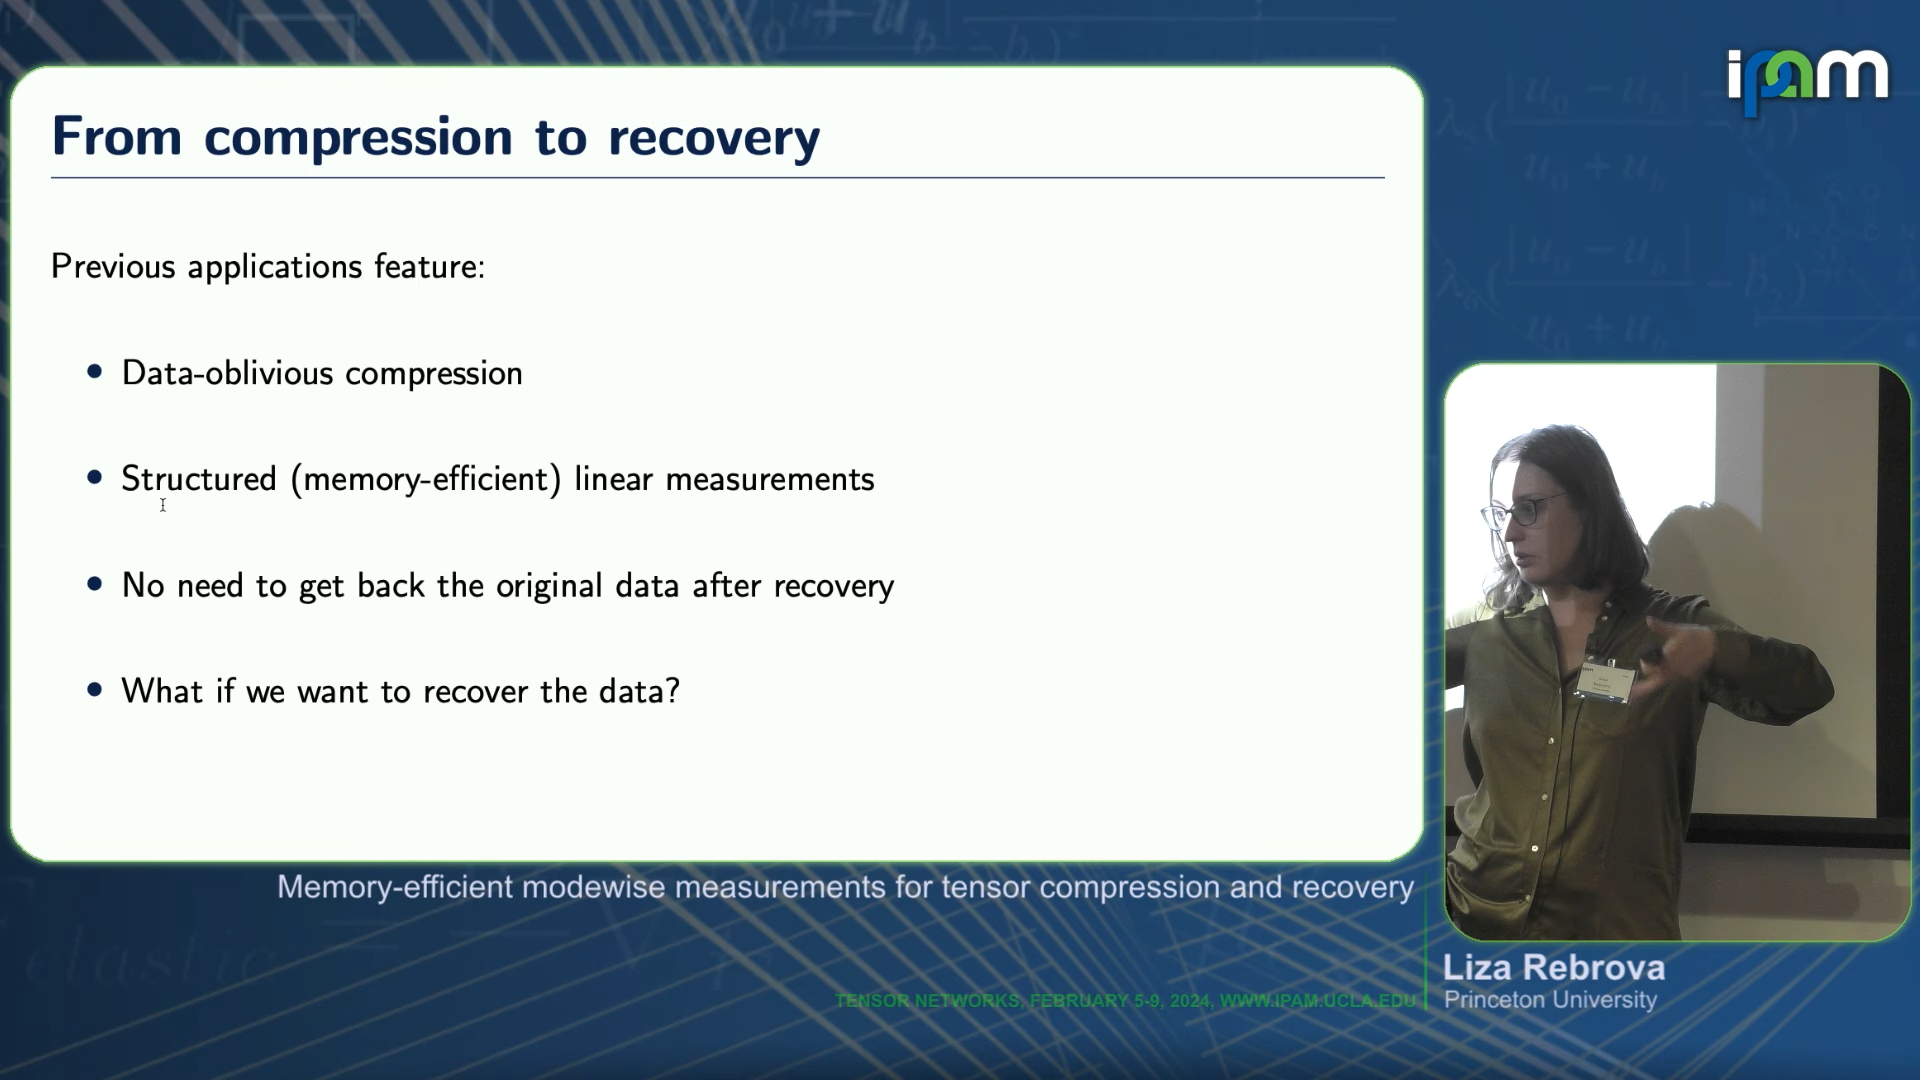 ipam
From compression to recovery
Previous applications feature:
• Data-oblivious compression
• Structured (memory-efficient) linear measurements
• No need to get back the original data after recovery
• What if we want to recover the data?
Memory-efficient modewise measurements for tensor compression and recovery
Liza Rebrova
Princeton University
TENSOR NETWORKS, FEBRUARY 5-9, 2024, WWW.IPAM.UCLA.EDU
elastic